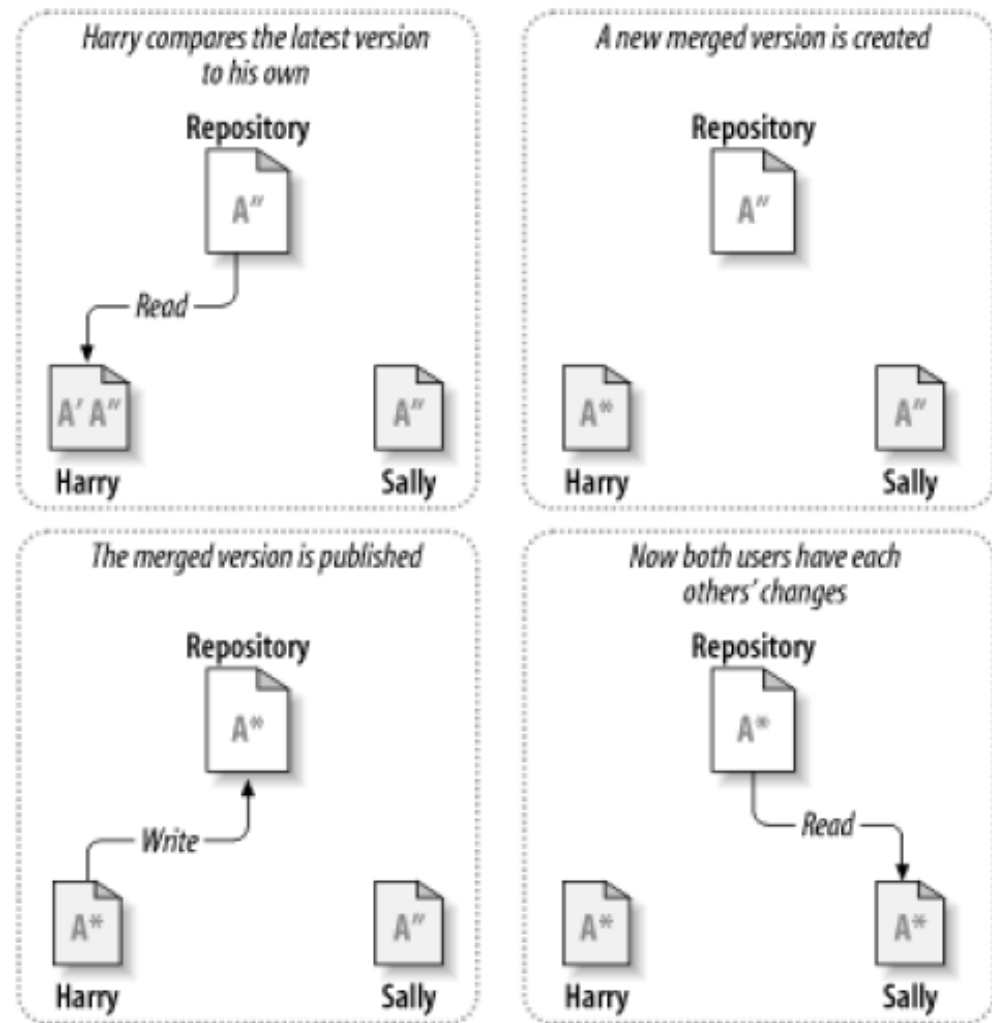 Harry compares the latest version
to his own
Repository
A″
Read
A′ A″
A″
Harry
Sally
A new merged version is created
Repository
A″
A*
A″
Harry
Sally
The merged version is published
Repository
A*
Write
A*
A″
Harry
Sally
Now both users have each
others’ changes
Repository
A*
Read
A*
A*
Harry
Sally